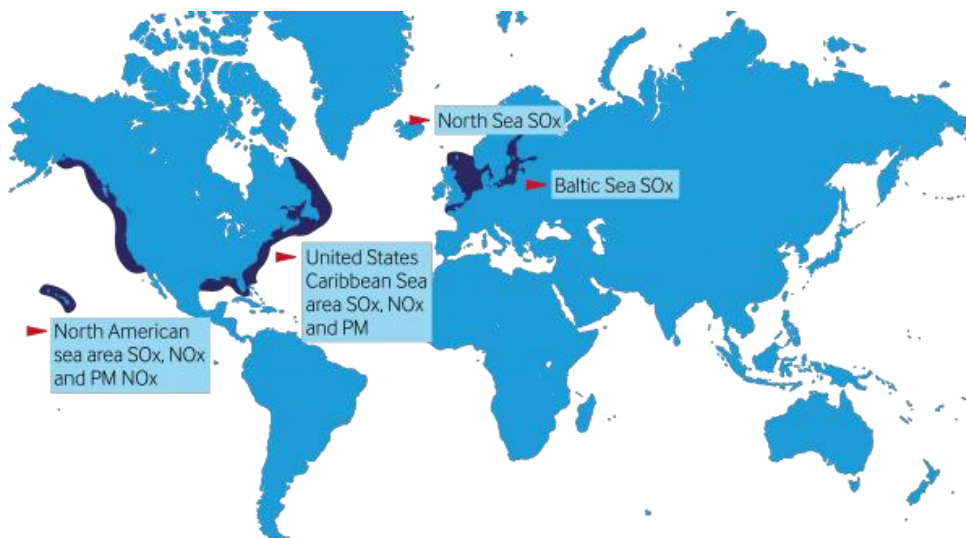 North Sea SOx
Baltic Sea SOx
United States
Caribbean Sea
area SOx, NOx
and PM
North American
sea area SOx, NOx
and PM NOx